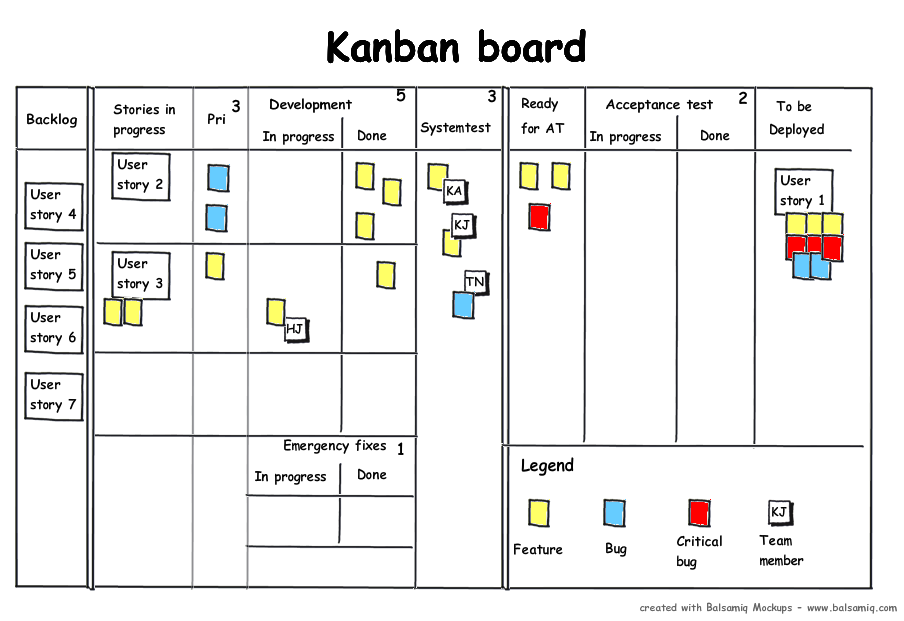 Kanban board
Backlog
Stories in
progress
3
Pri
Development
5
In progress
Done
3
Systemtest
Ready
for AT
Acceptance test
2
In progress
Done
To be
Deployed
User
story 4
User
story 5
User
story 6
User
story 7
User
story 2
User
story 3
HJ
KA
KJ
TN
User
story 1
Emergency fixes
1
In progress
Done
Legend
Feature
Bug
Critical
bug
KJ
Team
member
created with Balsamiq Mockups - www.balsamiq.com